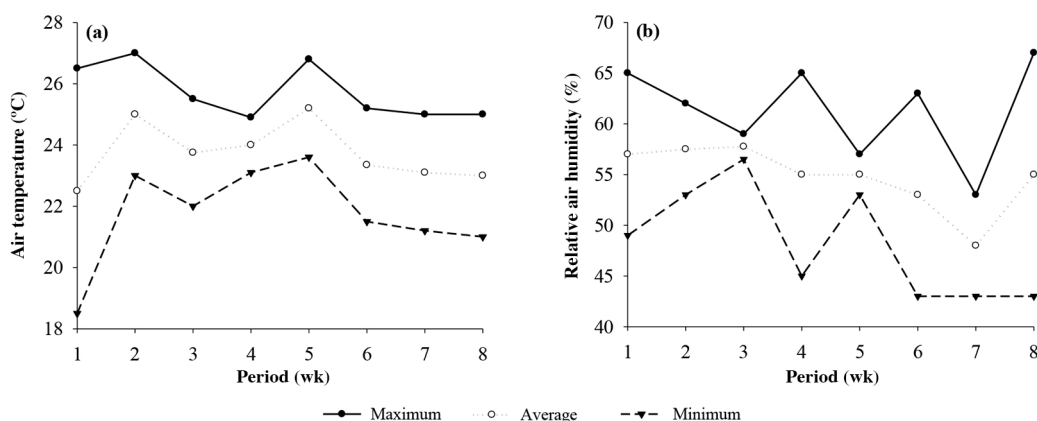 (a)
28
26
24
22
20
18
Air temperature (ºC)
1 2 3 4 5 6 7 8
Period (wk)
(b)
70
65
60
55
50
45
40
Relative air humidity (%)
1 2 3 4 5 6 7 8
Period (wk)
Maximum Average Minimum